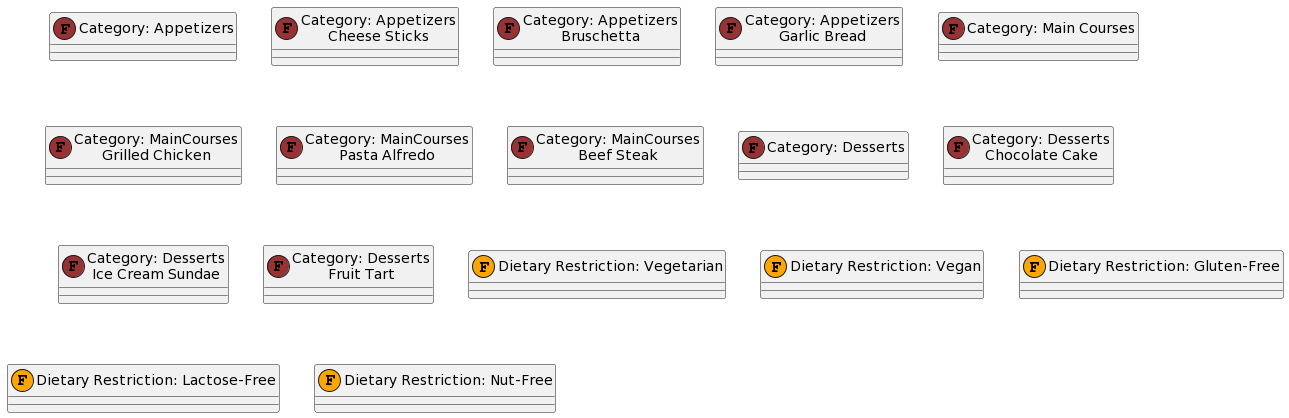 F Category: Appetizers
F Category: Appetizers
Cheese Sticks
F Category: Appetizers
Bruschetta
F Category: Appetizers
Garlic Bread
F Category: Main Courses
F Category: MainCourses
Grilled Chicken
F Category: MainCourses
Pasta Alfredo
F Category: MainCourses
Beef Steak
F Category: Desserts
F Category: Desserts
Chocolate Cake
F Category: Desserts
Ice Cream Sundae
F Category: Desserts
Fruit Tart
F Dietary Restriction: Vegetarian
F Dietary Restriction: Vegan
F Dietary Restriction: Gluten-Free
F Dietary Restriction: Lactose-Free
F Dietary Restriction: Nut-Free